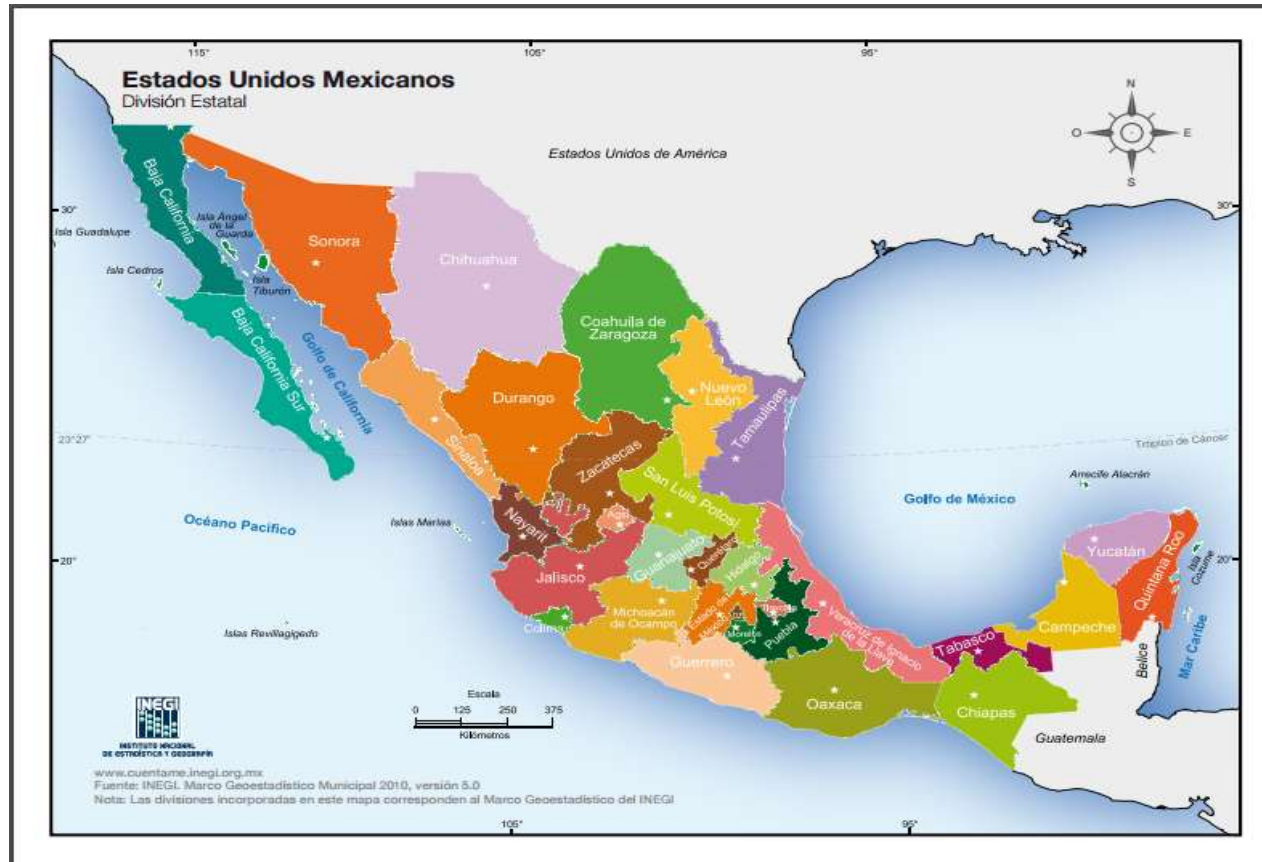 115°
105°
95°
Estados Unidos Mexicanos
División Estatal
N
O
E
S
Estados Unidos de América
30°
30°
Baja California
Isla Ángel
de la
Guarda
Isla Guadalupe
Isla Cedros
Isla
Tiburón
Sonora
Chihuahua
Coahuila de
Zaragoza
Baja California Sur
Golfo de California
Nuevo
León
Tamaulipas
Durango
Sinaloa
Zacatecas
San Luis Potosí
23°27'
Trópico de Cáncer
Arrecife Alacrán
Golfo de México
Océano Pacífico
Islas Marías
Nayarit
Ags.
Guanajuato
Querétaro
Hidalgo
Yucatán
Quintana Roo
Isla
Cozumel
20°
20°
Jalisco
Michoacán
de Ocampo
Estado de
México
Tlaxcala
Morelos
Puebla
Veracruz de Ignacio
de la Llave
Colima
Campeche
Tabasco
Belice
Mar Caribe
Islas Revillagigedo
Guerrero
Oaxaca
Chiapas
Guatemala
Escala
0 125 250 375
Kilómetros
INEGI
INSTITUTO NACIONAL
DE ESTADÍSTICA Y GEOGRAFÍA
www.cuentame.inegi.org.mx
Fuente: INEGI. Marco Geoestadístico Municipal 2010, versión 5.0
Nota: Las divisiones incorporadas en este mapa corresponden al Marco Geoestadístico del INEGI
105°
95°